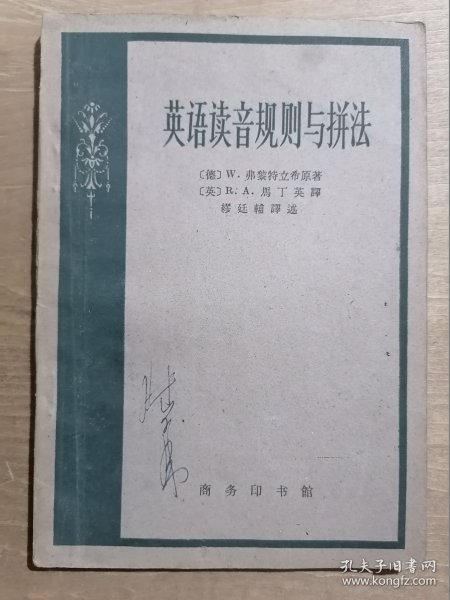 英语读音规则与拼法
〔德〕W. 弗黎特立希原著
〔英〕R. A. 馬丁英譯
繆廷輔譯述
商务印书館
孔夫子旧书网
www.kongfz.com